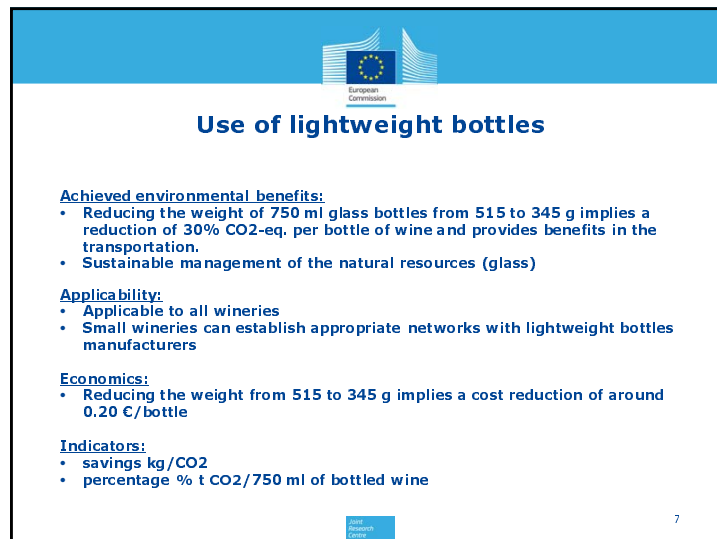 European
Commission
Use of lightweight bottles
Achieved environmental benefits:
• Reducing the weight of 750 ml glass bottles from 515 to 345 g implies a
reduction of 30% CO2-eq. per bottle of wine and provides benefits in the
transportation.
• Sustainable management of the natural resources (glass)
Applicability:
• Applicable to all wineries
• Small wineries can establish appropriate networks with lightweight bottles
manufacturers
Economics:
• Reducing the weight from 515 to 345 g implies a cost reduction of around
0.20 €/bottle
Indicators:
• savings kg/CO2
• percentage % t CO2/750 ml of bottled wine
7
Joint
Research
Centre